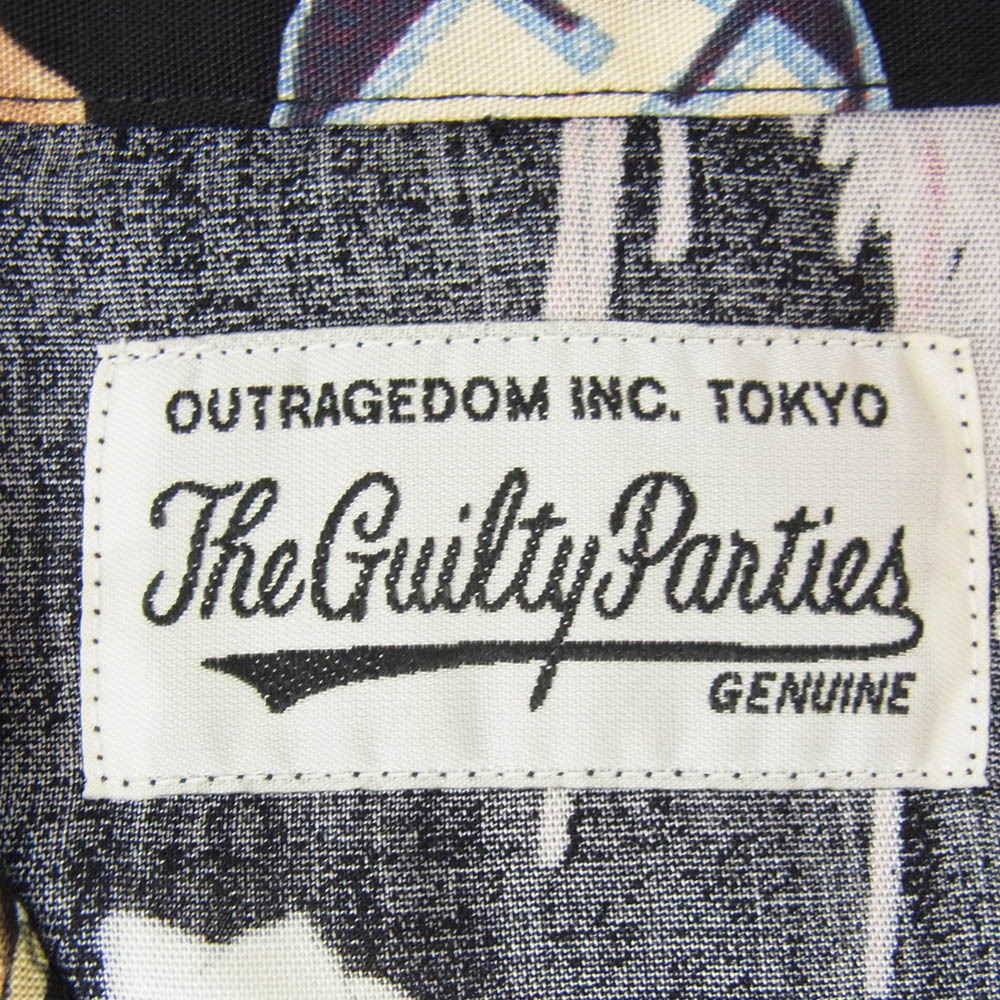 OUTRAGEDOM INC. TOKYO
The Guilty Parties
GENUINE